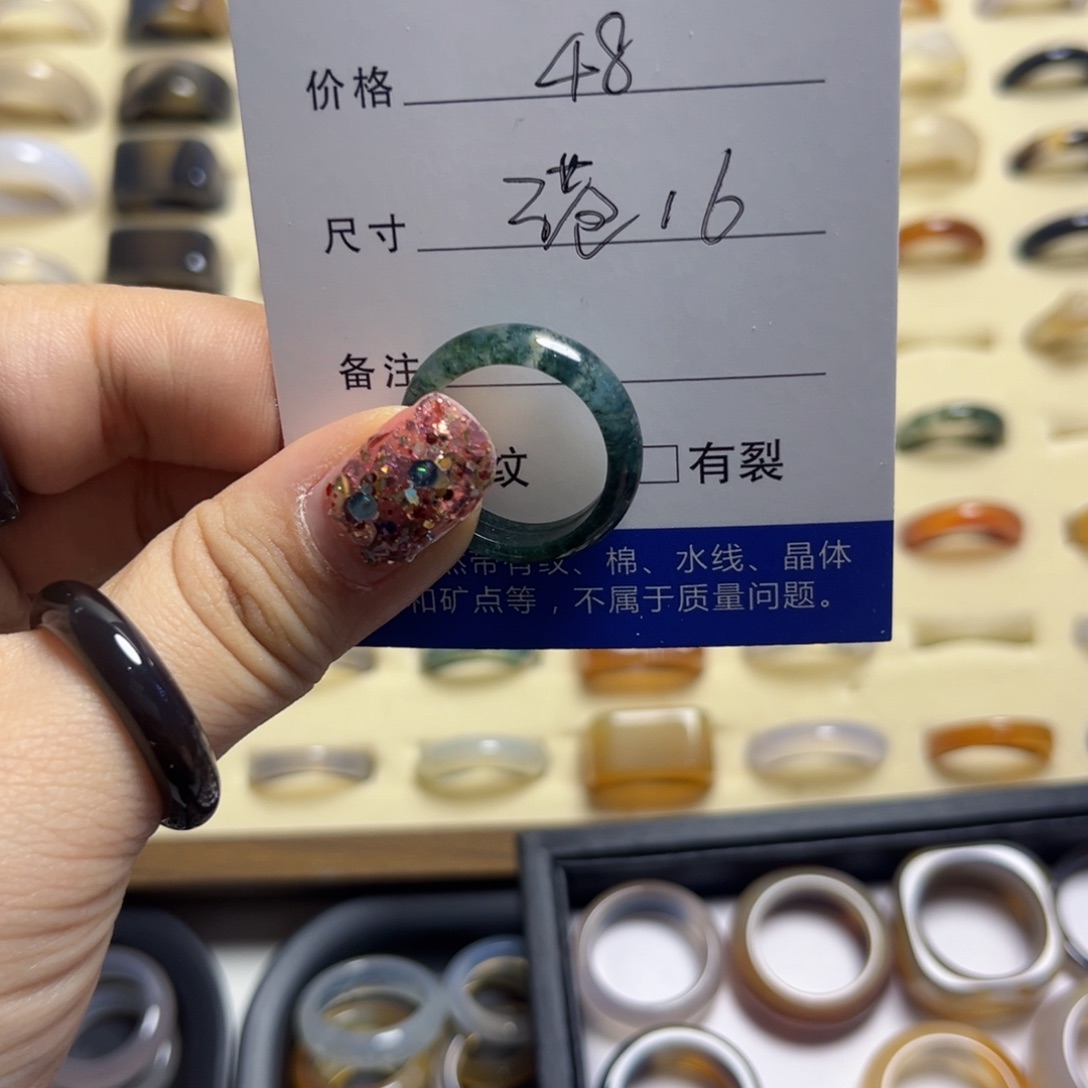 价格 48
尺寸 港16
备注
纹 □有裂
带有纹、棉、水线、晶体
和矿点等，不属于质量问题。